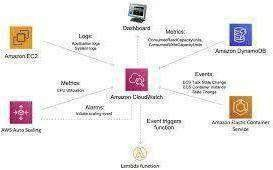 Dashboard
Logs:
Application logs
System logs
Metrics:
ConsumedReadCapacityUnits,
ConsumedWriteCapacityUnits
Amazon EC2
Amazon DynamoDB
Metrics:
CPU Utilization
Events:
ECS Task State Change
ECS Container Instance
State Change
Amazon CloudWatch
Alarms:
Initiate scaling event
AWS Auto Scaling
Event triggers
function
Amazon Elastic Container
Service
Lambda function